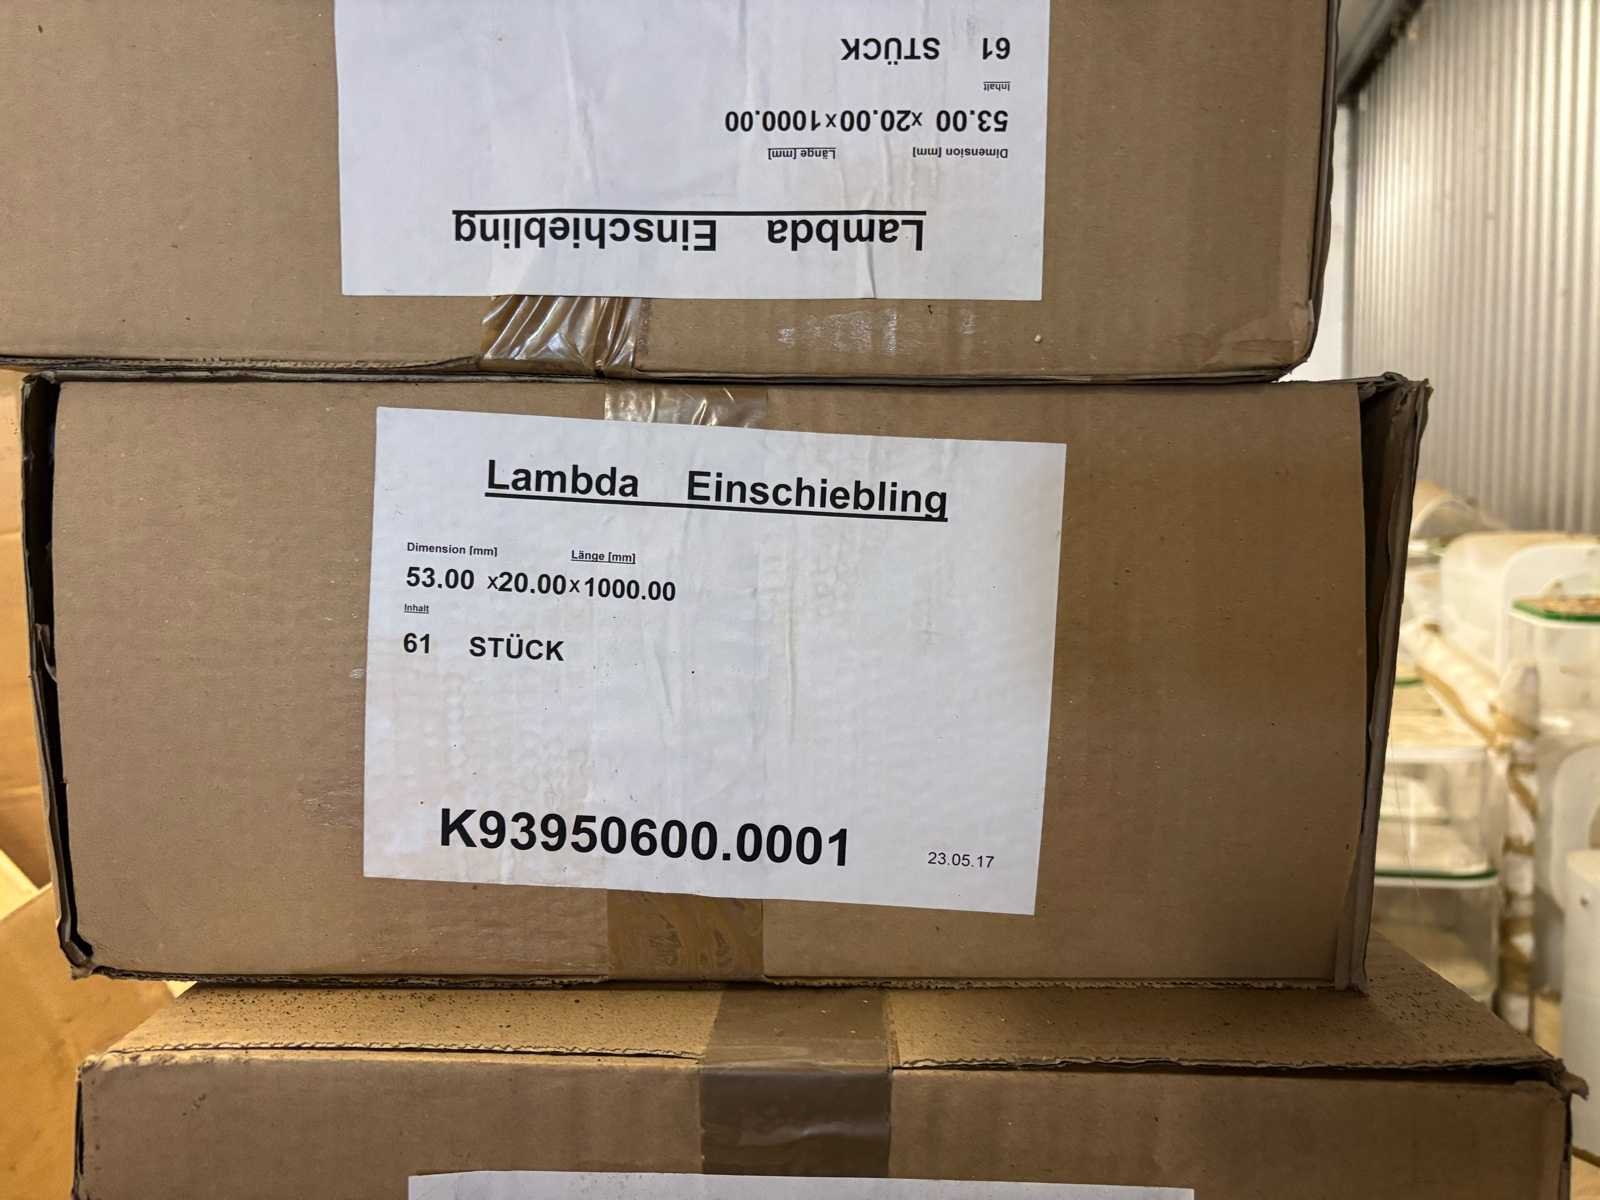 61 STÜCK
Inhalt
53.00 x20.00x1000.00
Dimension [mm] Länge [mm]
Lambda Einschiebling
Lambda Einschiebling
Dimension [mm] Länge [mm]
53.00 x20.00x1000.00
Inhalt
61 STÜCK
K93950600.0001 23.05.17